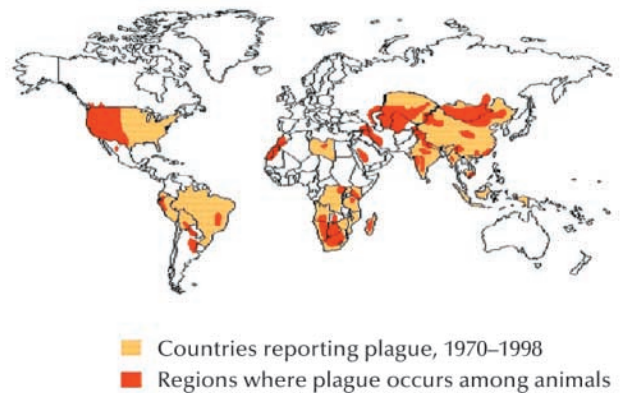 Countries reporting plague, 1970–1998
Regions where plague occurs among animals